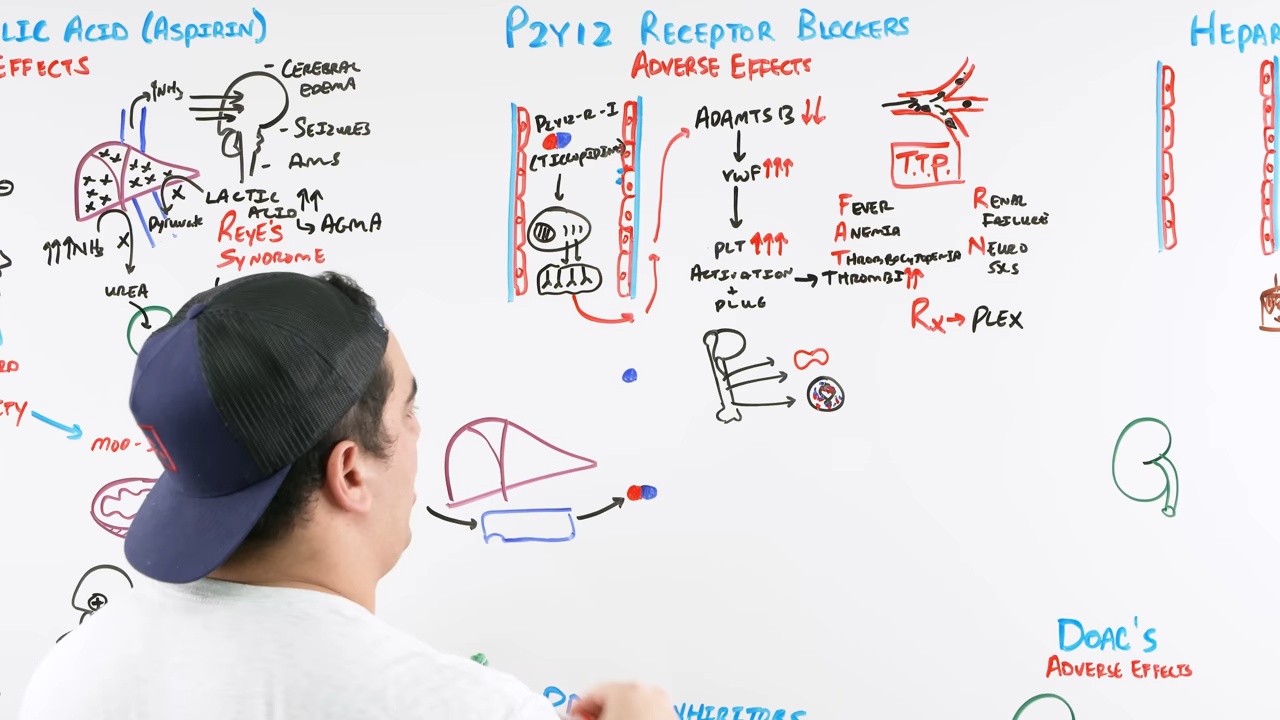 LIC ACID (ASPIRIN)
EFFECTS
↑NH3
- CEREBRAL
EDEMA
- SEIZURES
- AMS
LACTIC ↑↑
ACID
↳ AGMA
Pyruvate
X
X
↑↑↑NH3
REYE'S
SYNDROME
UREA
MOO-
P2Y12 RECEPTOR BLOCKERS
ADVERSE EFFECTS
P2Y12-R-I
(TICLOPIDINE)
ADAMTS 13 ↓↓
vWF ↑↑↑
PLT ↑↑↑
ACTIVATION → THROMBI ↑↑
+
PLUG
T.T.P.
FEVER
ANEMIA
THROMBOCYTOPENIA
RENAL
FAILURE
NEURO
SXS
Rx → PLEX
HEPAR
DOAC'S
ADVERSE EFFECTS